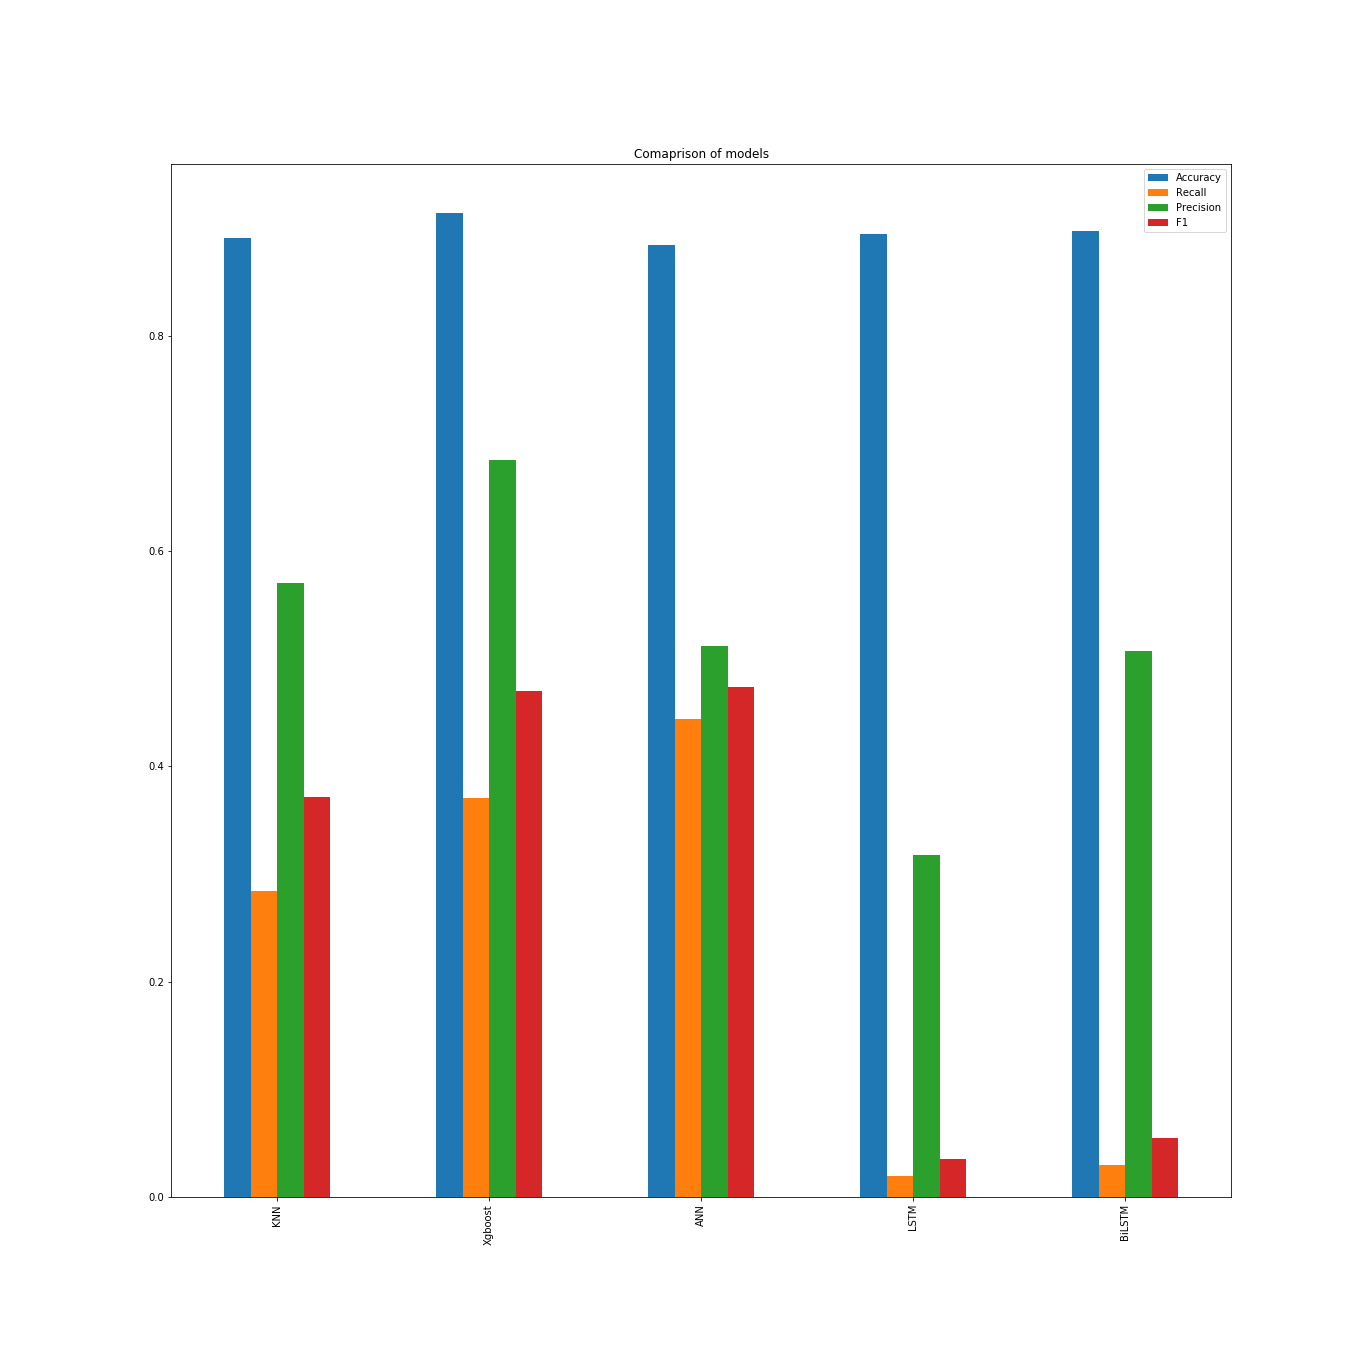 Comaprison of models
Accuracy
Recall
Precision
F1
0.8
0.6
0.4
0.2
0.0
KNN
Xgboost
ANN
LSTM
BiLSTM